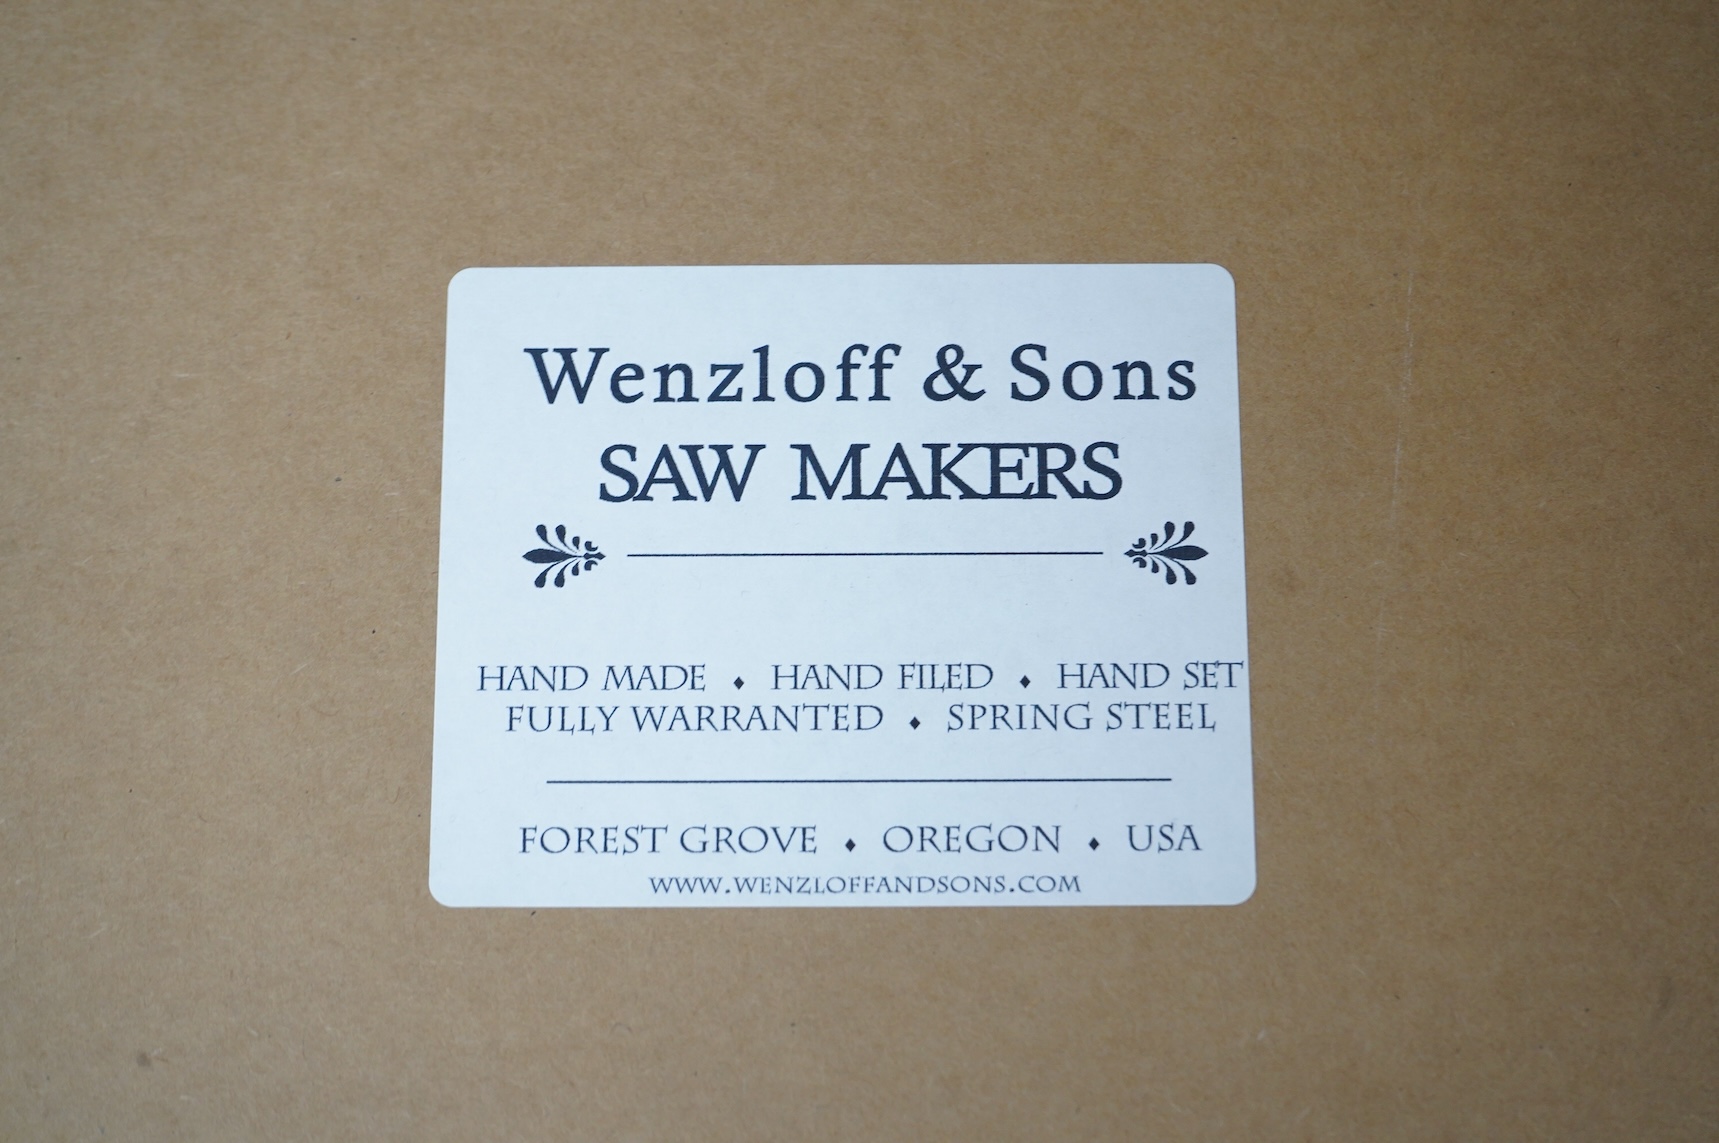 Wenzloff & Sons
SAW MAKERS
HAND MADE ♦ HAND FILED ♦ HAND SET
FULLY WARRANTED ♦ SPRING STEEL
FOREST GROVE ♦ OREGON ♦ USA
WWW.WENZLOFFANDSONS.COM